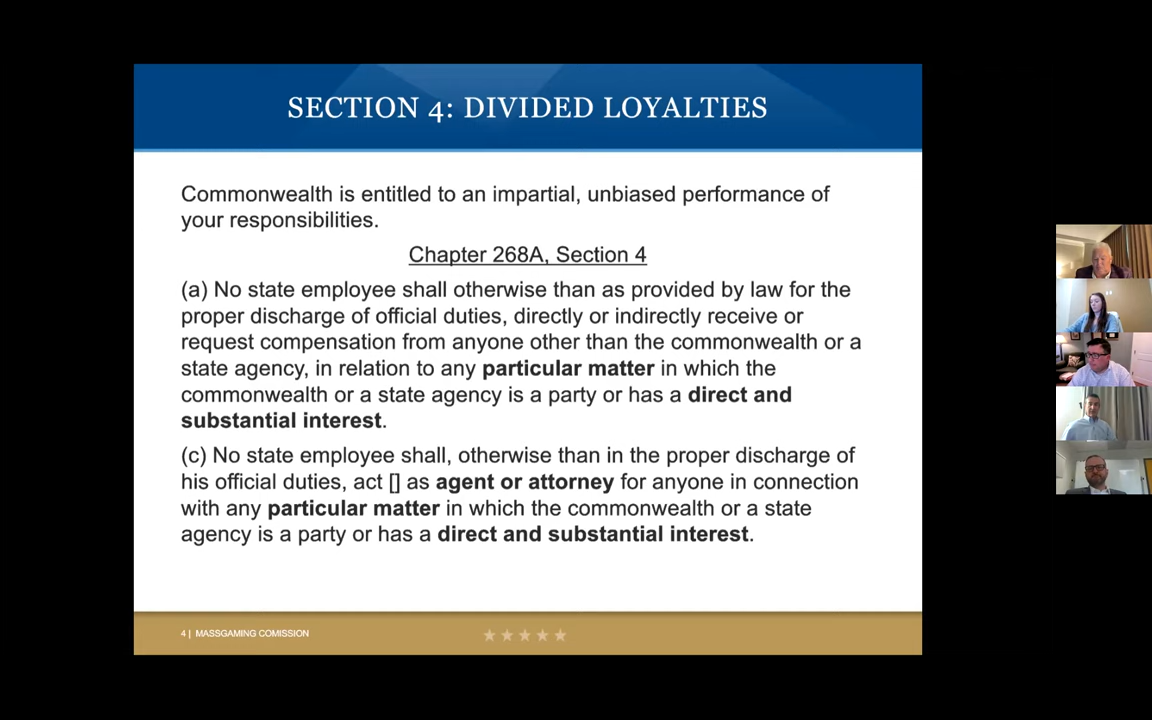 SECTION 4: DIVIDED LOYALTIES
Commonwealth is entitled to an impartial, unbiased performance of
your responsibilities.
Chapter 268A, Section 4
(a) No state employee shall otherwise than as provided by law for the
proper discharge of official duties, directly or indirectly receive or
request compensation from anyone other than the commonwealth or a
state agency, in relation to any particular matter in which the
commonwealth or a state agency is a party or has a direct and
substantial interest.
(c) No state employee shall, otherwise than in the proper discharge of
his official duties, act [] as agent or attorney for anyone in connection
with any particular matter in which the commonwealth or a state
agency is a party or has a direct and substantial interest.
4 | MASSGAMING COMISSION